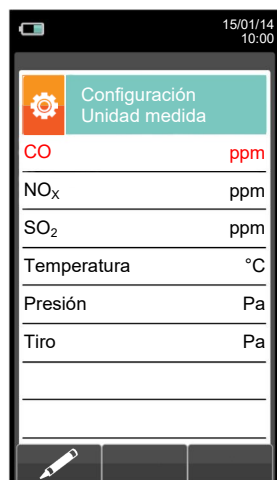 15/01/14
10:00
Configuración
Unidad medida
CO ppm
NOX ppm
SO2 ppm
Temperatura °C
Presión Pa
Tiro Pa